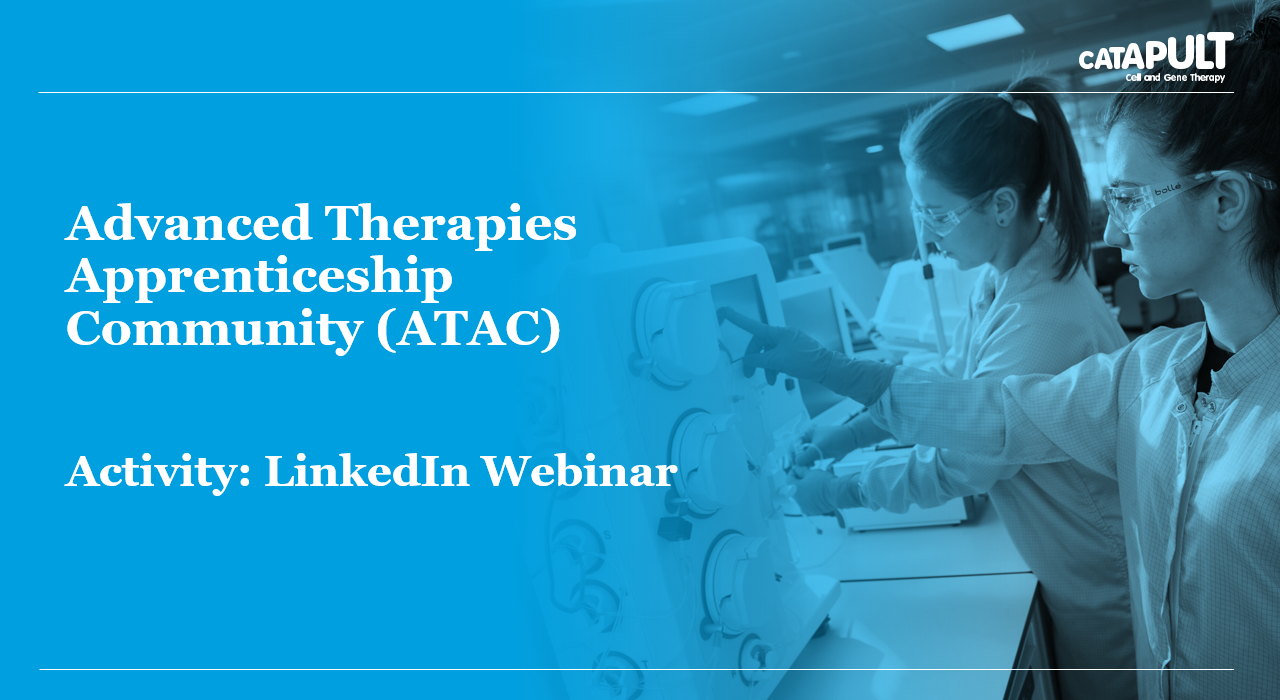 CATAPULT
Cell and Gene Therapy
bollé
Advanced Therapies
Apprenticeship
Community (ATAC)
Activity: LinkedIn Webinar